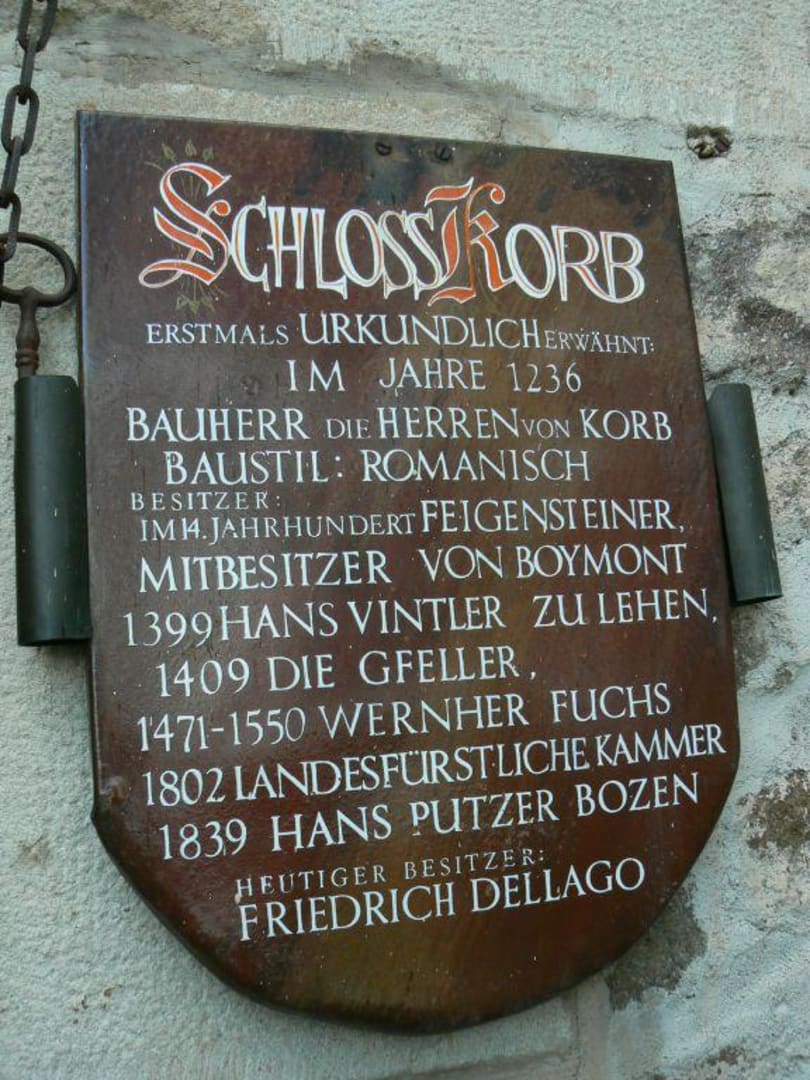 SCHLOSS KORB
ERSTMALS URKUNDLICH ERWÄHNT:
IM JAHRE 1236
BAUHERR DIE HERREN VON KORB
BAUSTIL: ROMANISCH
BESITZER:
IM 14. JAHRHUNDERT FEIGENSTEINER,
MITBESITZER VON BOYMONT
1399 HANS VINTLER ZU LEHEN,
1409 DIE GFELLER,
1471-1550 WERNHER FUCHS
1802 LANDESFÜRSTLICHE KAMMER
1839 HANS PUTZER BOZEN
HEUTIGER BESITZER:
FRIEDRICH DELLAGO